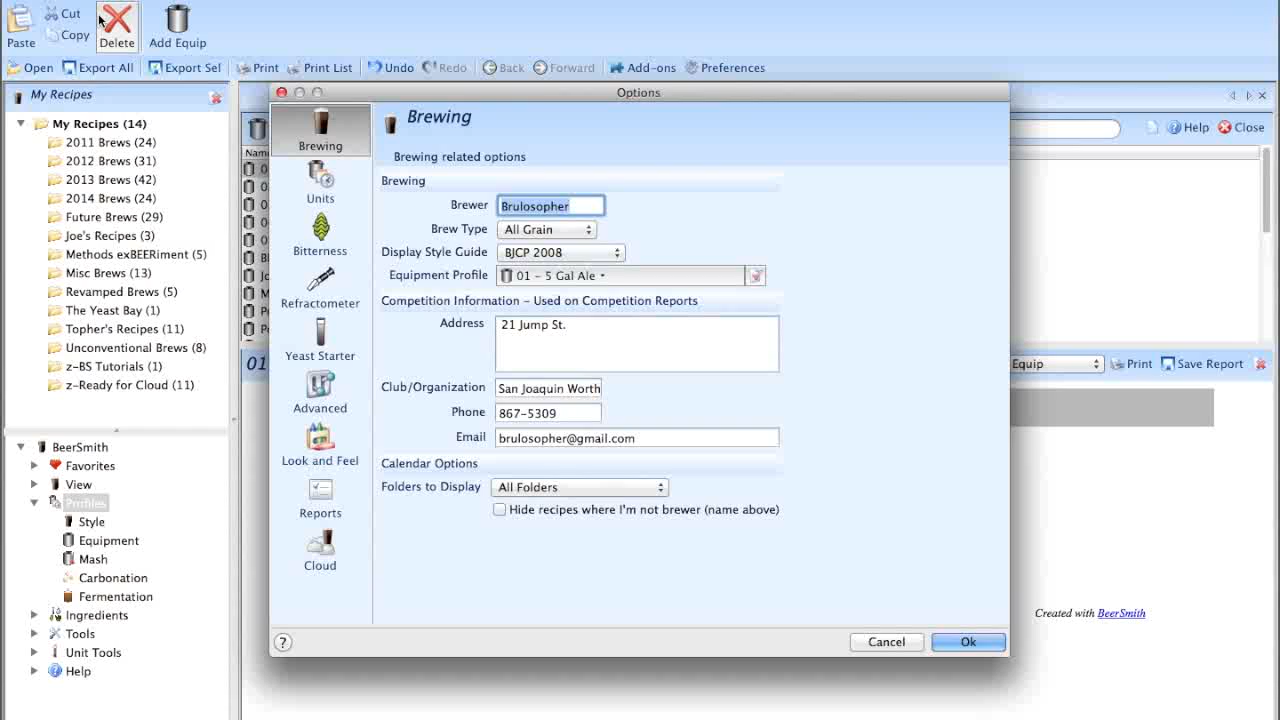 Cut
Paste
Copy
Delete
Add Equip
Open
Export All
Export Sel
Print
Print List
Undo
Redo
Back
Forward
Add-ons
Preferences
My Recipes
My Recipes (14)
2011 Brews (24)
2012 Brews (31)
2013 Brews (42)
2014 Brews (24)
Future Brews (29)
Joe's Recipes (3)
Methods exBEERiment (5)
Misc Brews (13)
Revamped Brews (5)
The Yeast Bay (1)
Topher's Recipes (11)
Unconventional Brews (8)
z-BS Tutorials (1)
z-Ready for Cloud (11)
BeerSmith
Favorites
View
Profiles
Style
Equipment
Mash
Carbonation
Fermentation
Ingredients
Tools
Unit Tools
Help
Options
Brewing
Units
Bitterness
Refractometer
Yeast Starter
Advanced
Look and Feel
Reports
Cloud
Brewing
Brewing related options
Brewing
Brewer Brulosopher
Brew Type All Grain
Display Style Guide BJCP 2008
Equipment Profile 01 - 5 Gal Ale
Competition Information - Used on Competition Reports
Address 21 Jump St.
Club/Organization San Joaquin Worth
Phone 867-5309
Email brulosopher@gmail.com
Calendar Options
Folders to Display All Folders
Hide recipes where I'm not brewer (name above)
? Cancel Ok
Help
Close
01
Equip
Print
Save Report
Created with BeerSmith